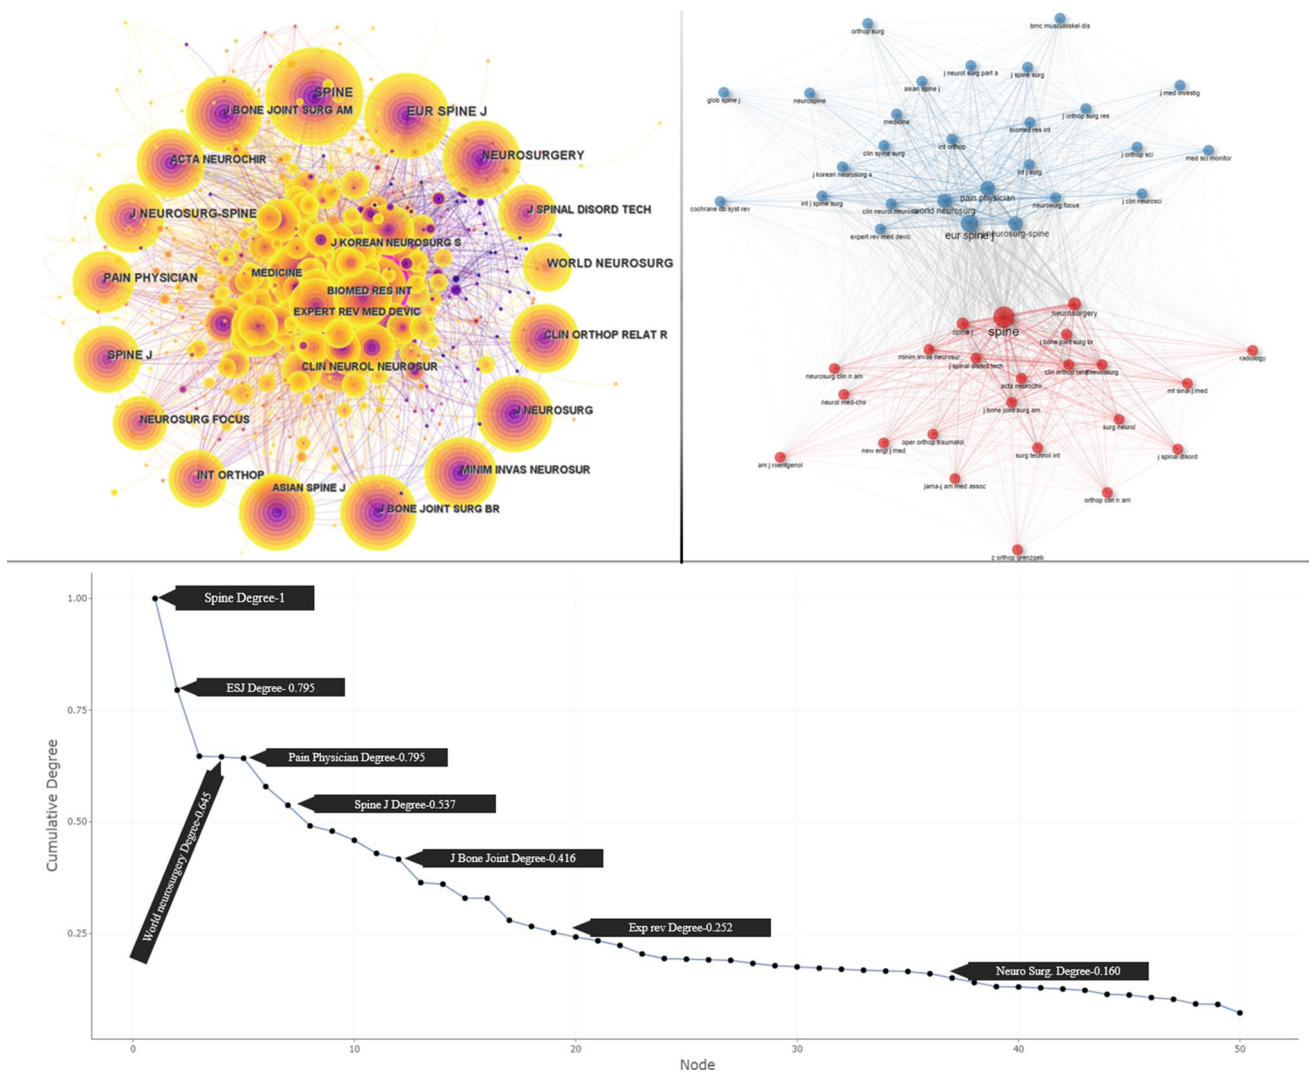 SPINE
J BONE JOINT SURG AM
EUR SPINE J
ACTA NEUROCHIR
NEUROSURGERY
J NEUROSURG-SPINE
J SPINAL DISORD TECH
J KOREAN NEUROSURG S
WORLD NEUROSURG
PAIN PHYSICIAN
MEDICINE
BIOMED RES INT
EXPERT REV MED DEVIC
CLIN ORTHOP RELAT R
SPINE J
CLIN NEUROL NEUROSUR
NEUROSURG FOCUS
J NEUROSURG
INT ORTHOP
MINIM INVAS NEUROSUR
ASIAN SPINE J
J BONE JOINT SURG BR
bmc musculoskel dis
orthop surg
j neurol surg part a
j spine surg
asian spine j
glob spine j
neurospine
j med investig
medicine
j orthop surg res
biomed res int
int orthop
clin spine surg
j orthop sci
med sci monitor
j korean neurosurg s
int j surg
pain physician
cochrane db syst rev
int j spine surg
clin neurol neurosur
world neurosurg
neurosurg focus
j clin neurosci
expert rev med devic
eur spine j
j neurosurg-spine
neurosurgery
spine j
spine
j bone joint surg br
minim invas neurosur
radiology
j spinal disord tech
neurosurg clin n am
clin orthop relat r
j neurosurg
acta neurochir
mt sinai j med
neurol med-chir
j bone joint surg am
surg neurol
oper orthop traumatol
new engl j med
surg technol int
j spinal disord
am j roentgenol
jama-j am med assoc
orthop clin n am
z orthop grenzgeb
1.00
Spine Degree-1
ESJ Degree- 0.795
0.75
Pain Physician Degree-0.795
Spine J Degree-0.537
World neurosurgery Degree-0.645
0.50
J Bone Joint Degree-0.416
Exp rev Degree-0.252
0.25
Neuro Surg. Degree-0.160
Cumulative Degree
0 10 20 30 40 50
Node